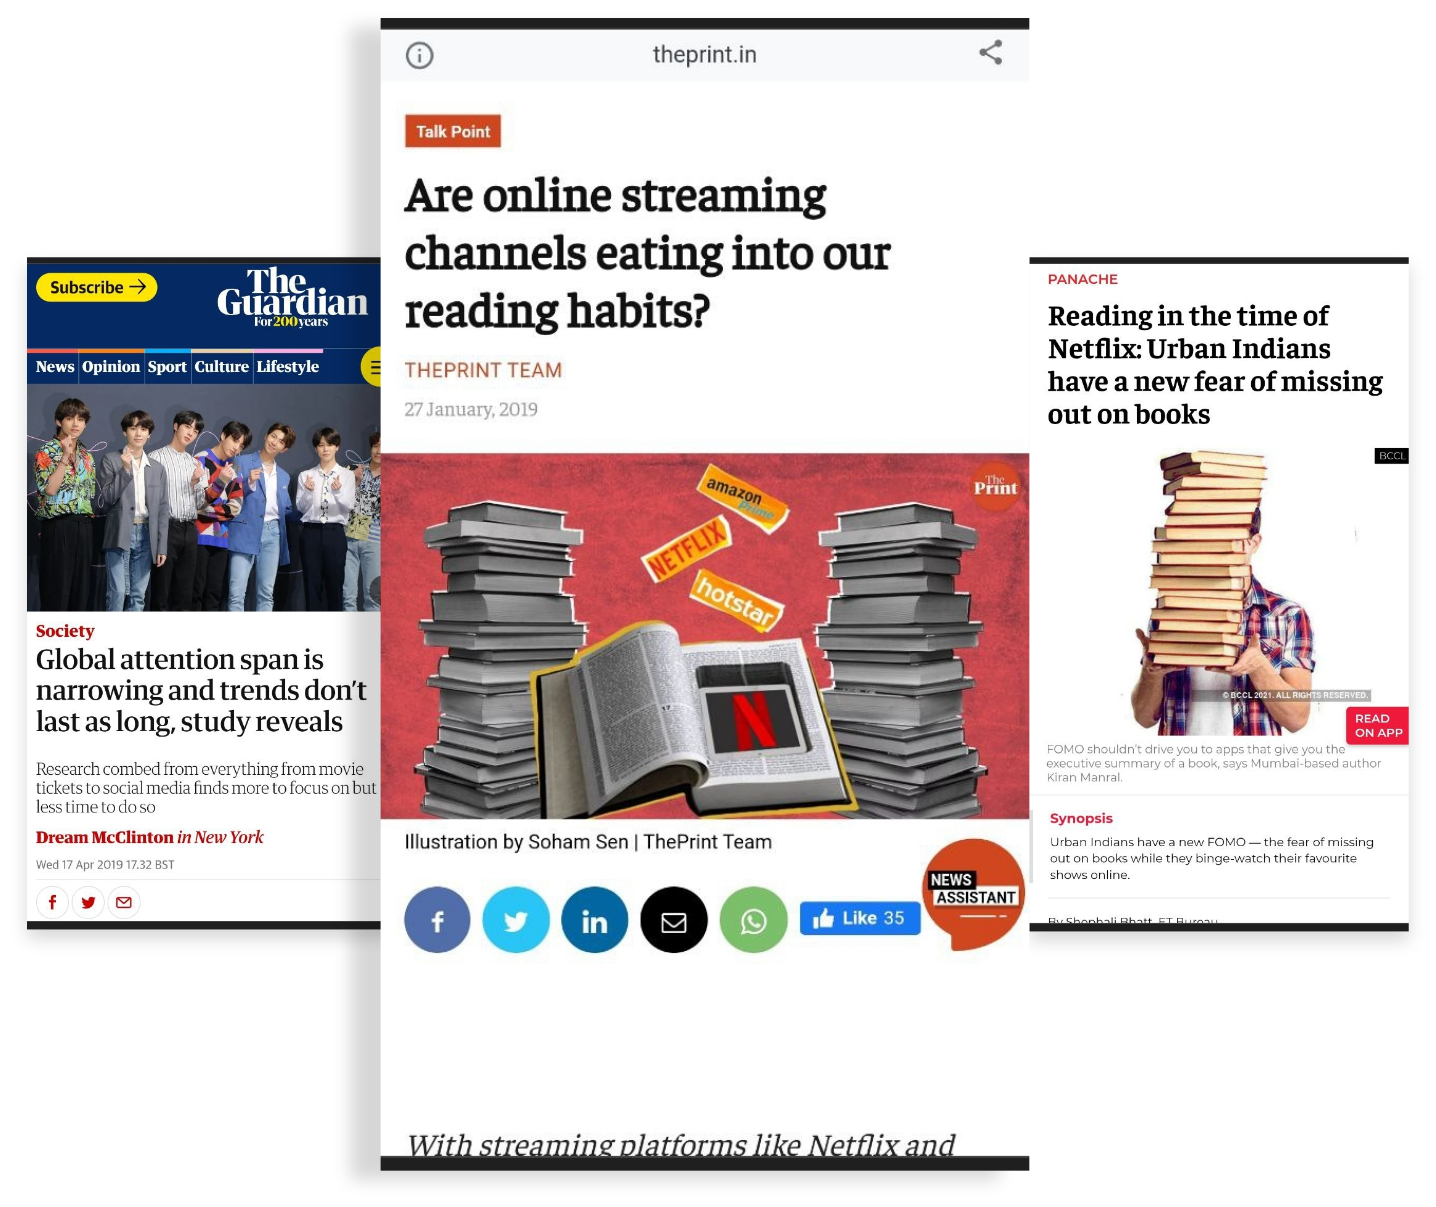 Subscribe →
The
Guardian
For 200 years
News Opinion Sport Culture Lifestyle
Society
Global attention span is
narrowing and trends don't
last as long, study reveals
Research combed from everything from movie
tickets to social media finds more to focus on but
less time to do so
Dream McClinton in New York
Wed 17 Apr 2019 17.32 BST
theprint.in
Talk Point
Are online streaming
channels eating into our
reading habits?
THEPRINT TEAM
27 January, 2019
The
Print
amazon
prime
NETFLIX
hotstar
17
N
Illustration by Soham Sen | ThePrint Team
f
in
Like 35
NEWS
ASSISTANT
With streaming platforms like Netflix and
PANACHE
Reading in the time of
Netflix: Urban Indians
have a new fear of missing
out on books
BCCL
© BCCL 2021. ALL RIGHTS RESERVED.
READ
ON APP
FOMO shouldn't drive you to apps that give you the
executive summary of a book, says Mumbai-based author
Kiran Manral.
Synopsis
Urban Indians have a new FOMO — the fear of missing
out on books while they binge-watch their favourite
shows online.
By Shephali Bhatt, ET Bureau